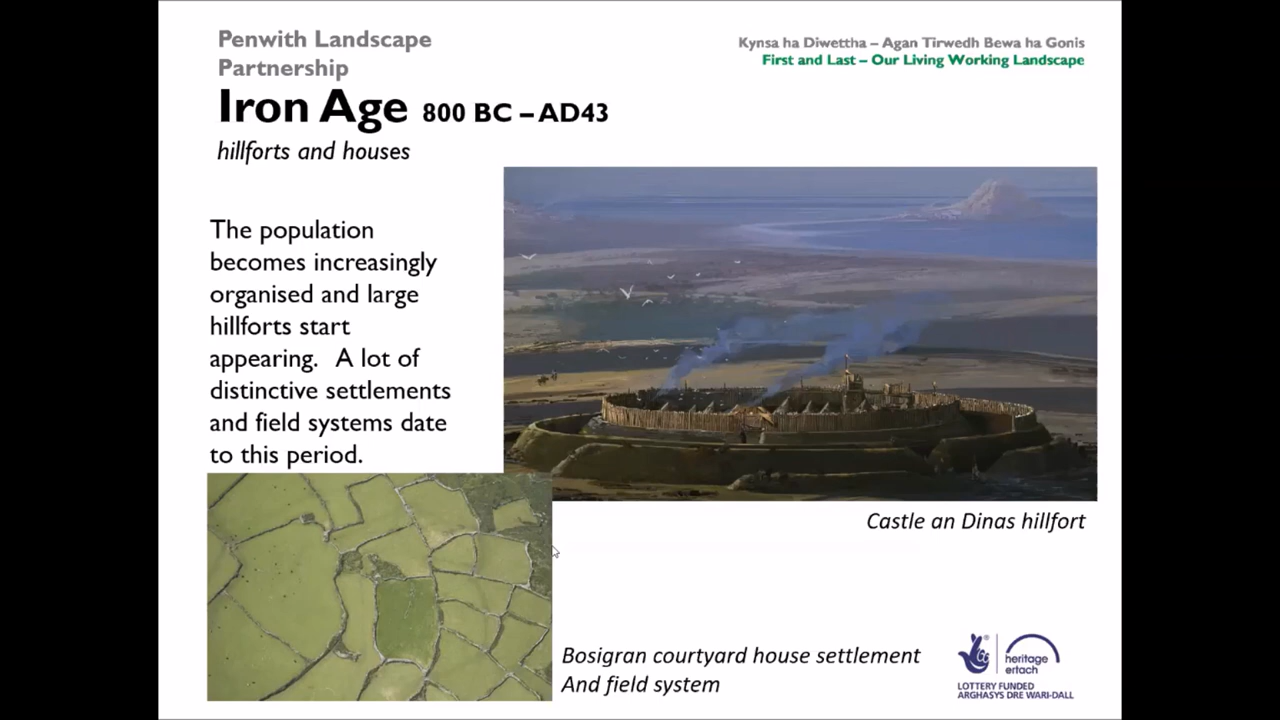 Penwith Landscape
Partnership
Kynsa ha Diwettha – Agan Tirwedh Bewa ha Gonis
First and Last – Our Living Working Landscape
Iron Age 800 BC – AD43
hillforts and houses
The population
becomes increasingly
organised and large
hillforts start
appearing. A lot of
distinctive settlements
and field systems date
to this period.
Castle an Dinas hillfort
Bosigran courtyard house settlement
And field system
heritage
ertach
LOTTERY FUNDED
ARGHASYS DRE WARI-DALL